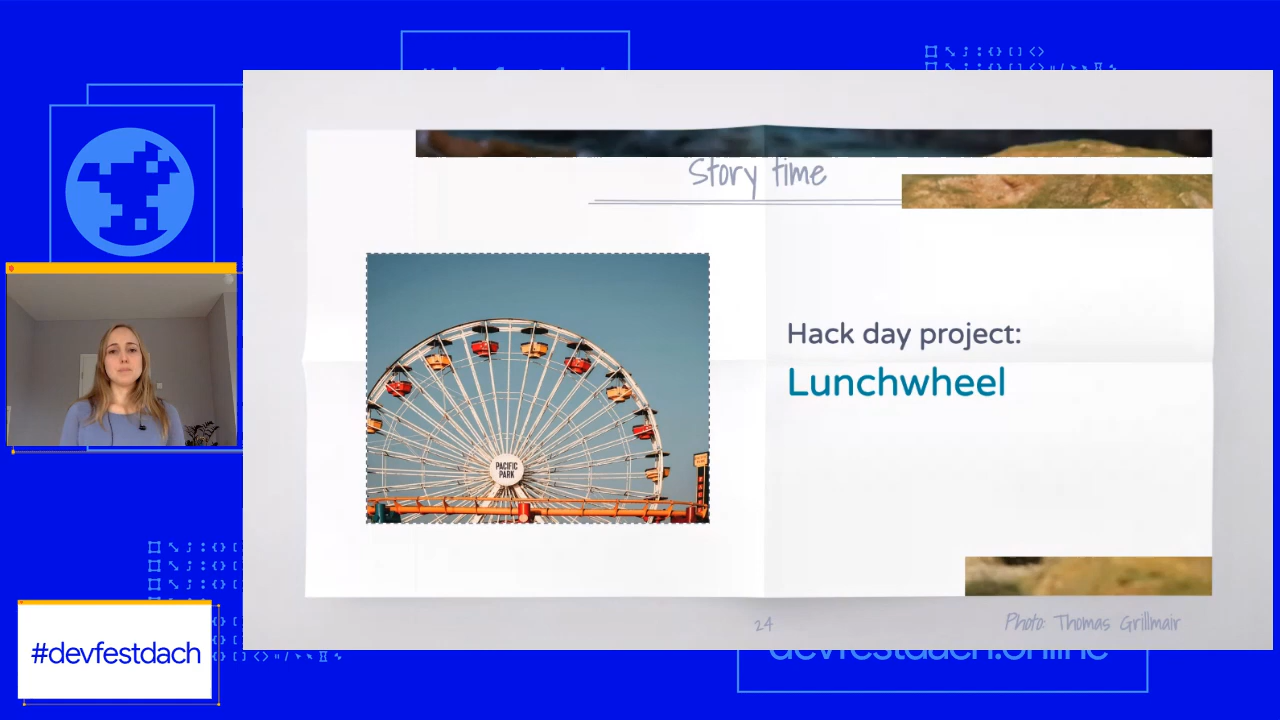 Story time
Hack day project:
Lunchwheel
PACIFIC
PARK
24
Photo: Thomas Grillmair
#devfestdach
devfestdach.online